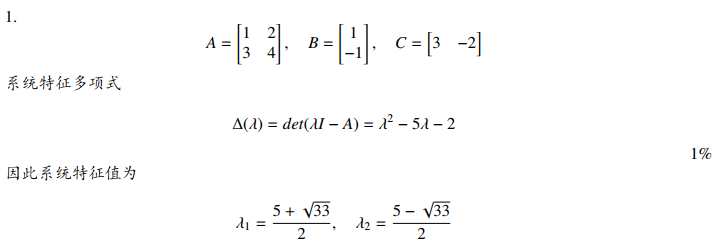 1.
A = [1 2; 3 4], B = [1; −1], C = [3 −2]
系统特征多项式
Δ(λ) = det(λI − A) = λ² − 5λ − 2
1%
因此系统特征值为
λ₁ = (5 + √33)/2, λ₂ = (5 − √33)/2